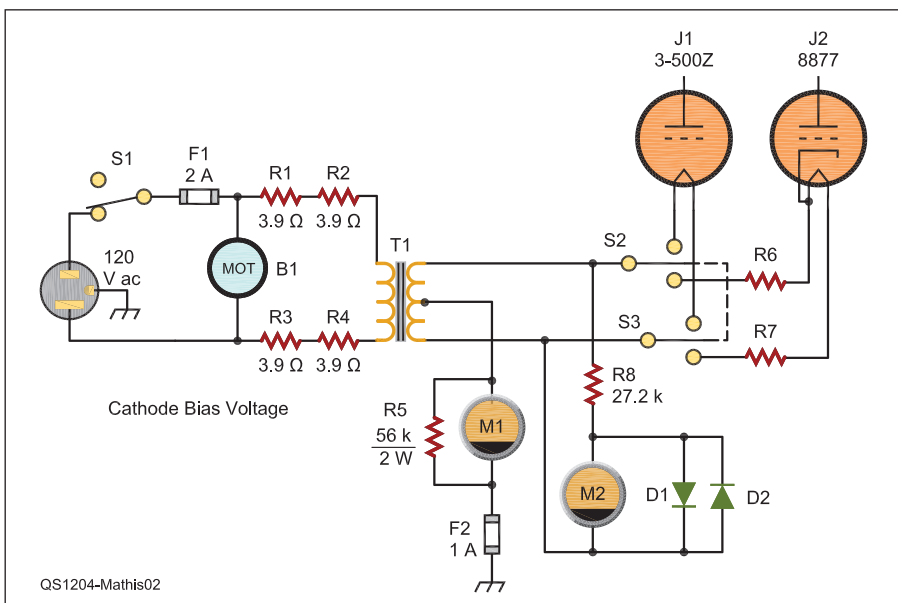 J1
3-500Z
J2
8877
S1
F1
2 A
R1
R2
3.9 Ω
3.9 Ω
120
V ac
MOT
B1
T1
S2
R6
R3
R4
3.9 Ω
3.9 Ω
S3
R7
Cathode Bias Voltage
R5
56 k
2 W
M1
R8
27.2 k
M2
D1
D2
F2
1 A
QS1204-Mathis02